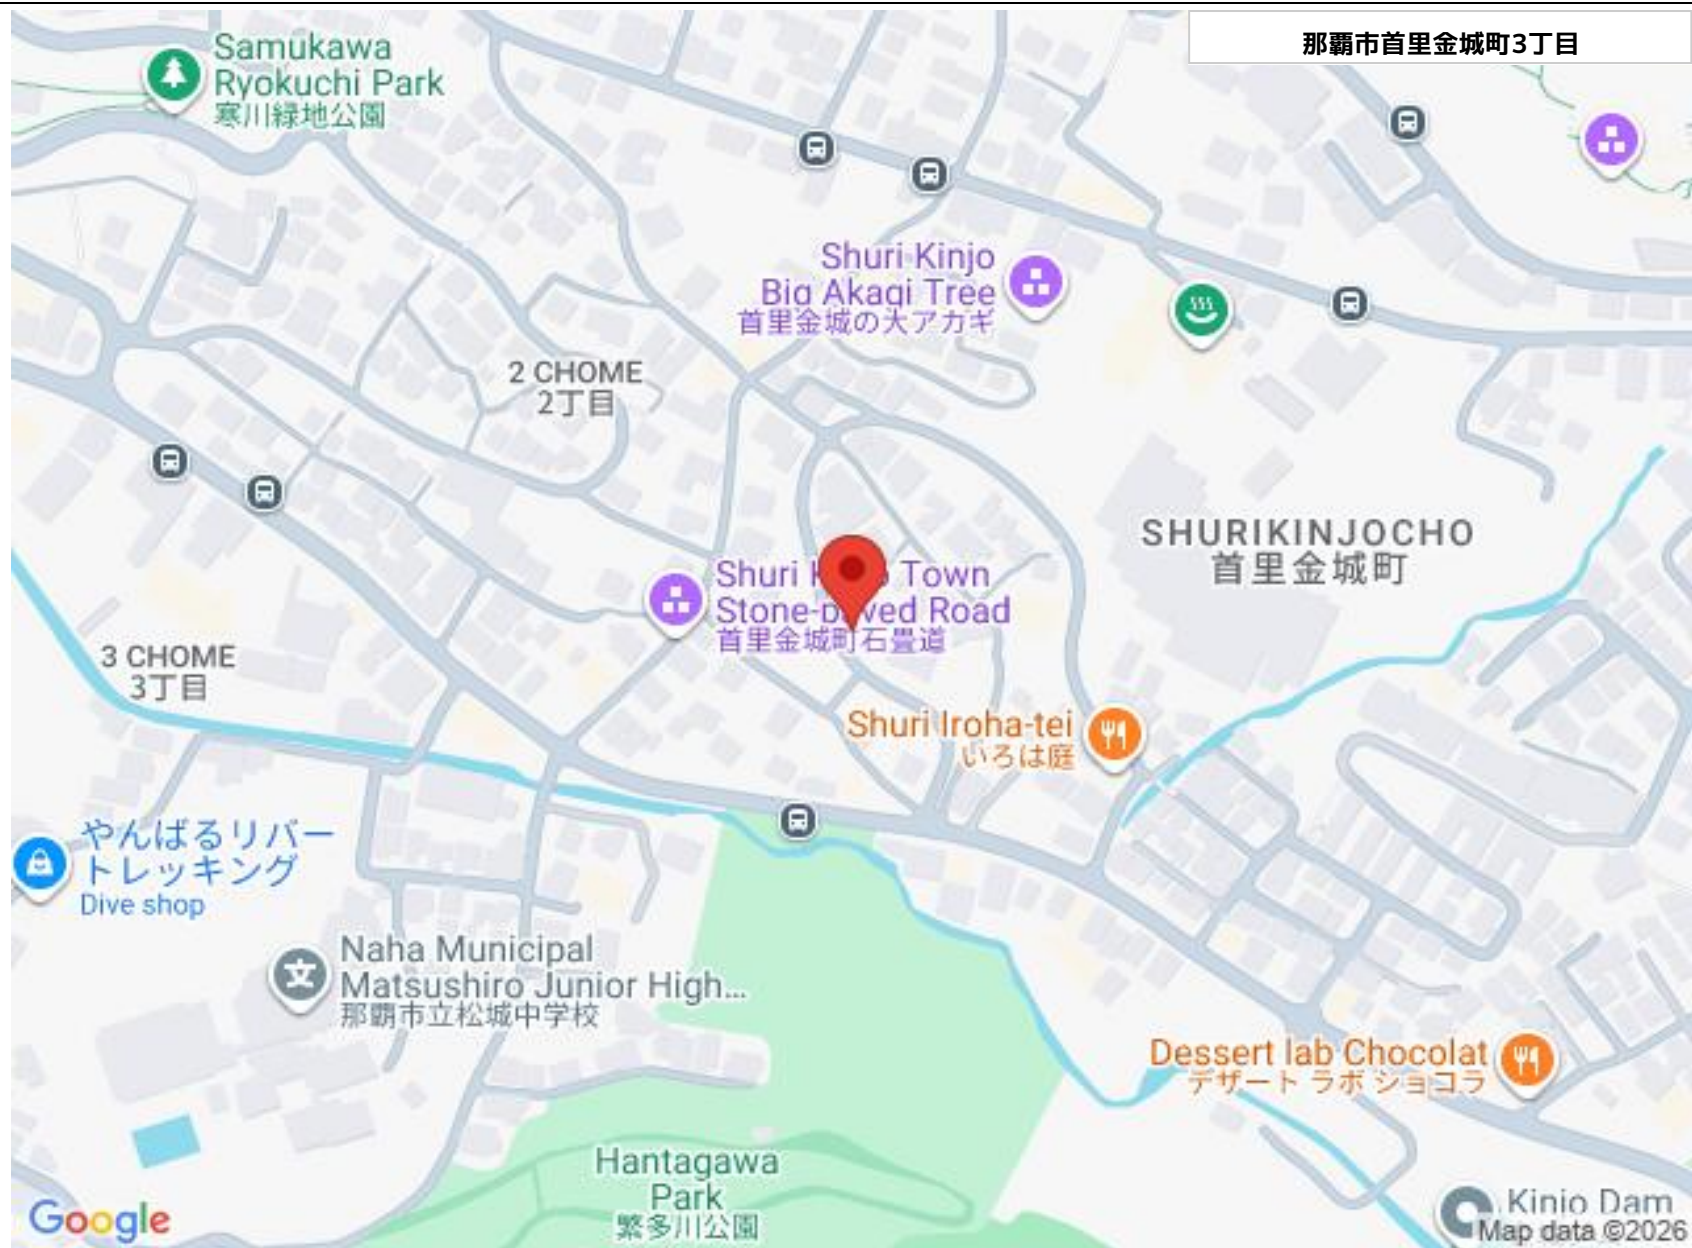 那覇市首里金城町3丁目
Samukawa
Ryokuchi Park
寒川緑地公園
Shuri Kinjo
Big Akagi Tree
首里金城の大アカギ
2 CHOME
2丁目
SHURIKINJOCHO
首里金城町
Shuri K Town
Stone-paved Road
首里金城町石畳道
3 CHOME
3丁目
Shuri Iroha-tei
いろは庭
やんばるリバー
トレッキング
Dive shop
Naha Municipal
Matsushiro Junior High...
那覇市立松城中学校
Dessert lab Chocolat
デザート ラボ ショコラ
Hantagawa
Park
繁多川公園
Kinjo Dam
Google
Map data ©2026